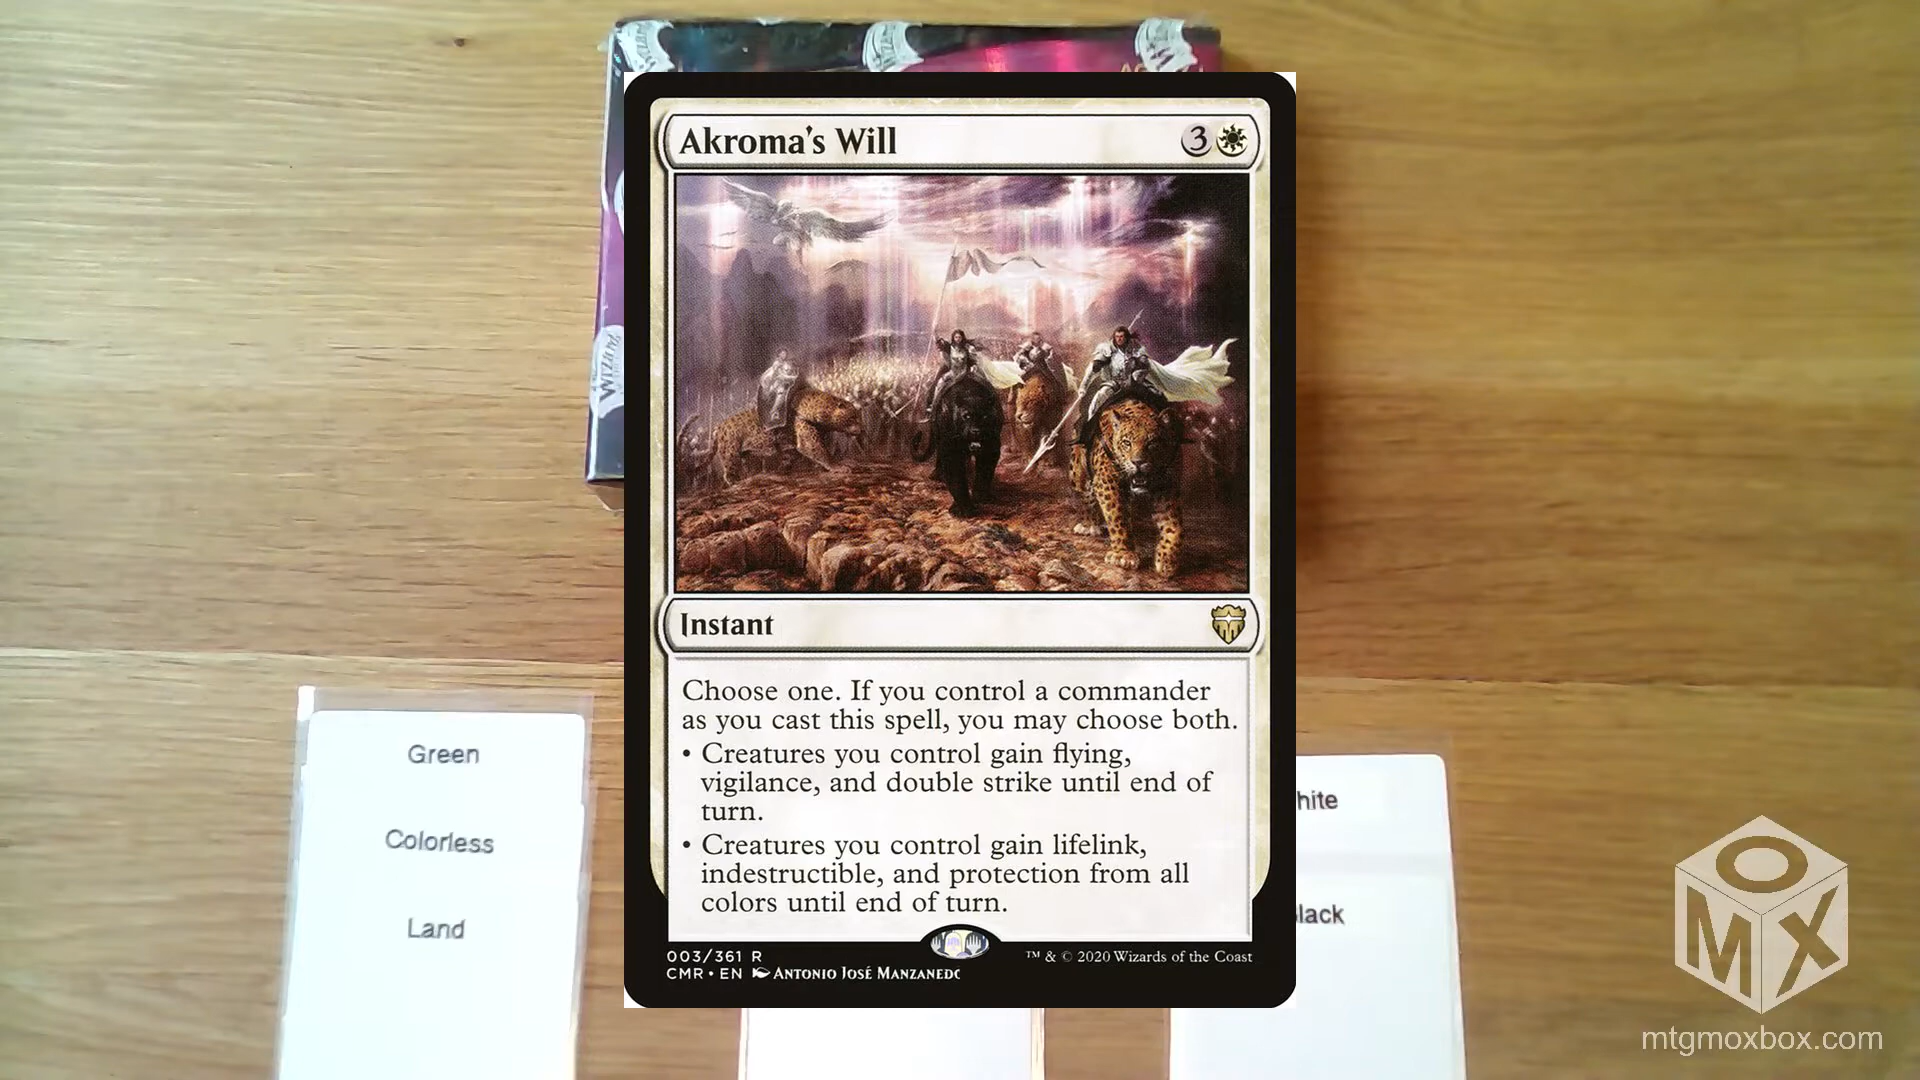 Akroma's Will 3
Instant
Choose one. If you control a commander
as you cast this spell, you may choose both.
• Creatures you control gain flying,
vigilance, and double strike until end of
turn.
• Creatures you control gain lifelink,
indestructible, and protection from all
colors until end of turn.
003/361 R
CMR • EN ANTONIO JOSÉ MANZANEDO
™ & © 2020 Wizards of the Coast
Green
Colorless
Land
hite
lack
MOX
mtgmoxbox.com